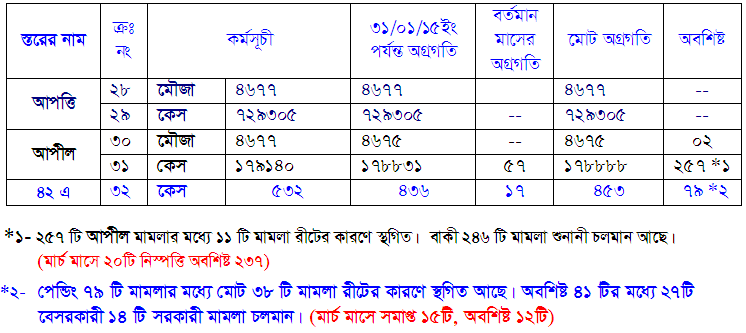 স্তরের নাম ক্রঃ নং কর্মসূচী ৩১/০১/১৫ইং পর্যন্ত অগ্রগতি বর্তমান মাসের অগ্রগতি মোট অগ্রগতি অবশিষ্ট
আপত্তি ২৮ মৌজা ৪৬৭৭ ৪৬৭৭ ৪৬৭৭ --
২৯ কেস ৭২৯৩০৫ ৭২৯৩০৫ -- ৭২৯৩০৫ --
আপীল ৩০ মৌজা ৪৬৭৭ ৪৬৭৫ -- ৪৬৭৫ ০২
৩১ কেস ১৭৯১৪০ ১৭৮৮৩১ ৫৭ ১৭৮৮৮৮ ২৫৭ *১
৪২ এ ৩২ কেস ৫৩২ ৪৩৬ ১৭ ৪৫৩ ৭৯ *২
*১- ২৫৭ টি আপীল মামলার মধ্যে ১১ টি মামলা রীটের কারণে স্থগিত। বাকী ২৪৬ টি মামলা শুনানী চলমান আছে।
(মার্চ মাসে ২০টি নিস্পত্তি অবশিষ্ট ২৩৭)
*২- পেন্ডিং ৭৯ টি মামলার মধ্যে মোট ৩৮ টি মামলা রীটের কারণে স্থগিত আছে। অবশিষ্ট ৪১ টির মধ্যে ২৭টি
বেসরকারী ১৪ টি সরকারী মামলা চলমান। (মার্চ মাসে সমাপ্ত ১৫টি, অবশিষ্ট ১২টি)